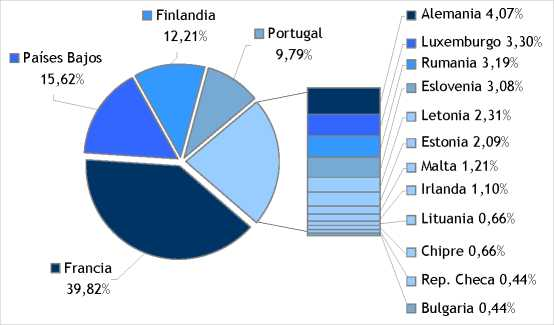 Finlandia
12,21%
Portugal
9,79%
Países Bajos
15,62%
Francia
39,82%
Alemania 4,07%
Luxemburgo 3,30%
Rumania 3,19%
Eslovenia 3,08%
Letonia 2,31%
Estonia 2,09%
Malta 1,21%
Irlanda 1,10%
Lituania 0,66%
Chipre 0,66%
Rep. Checa 0,44%
Bulgaria 0,44%